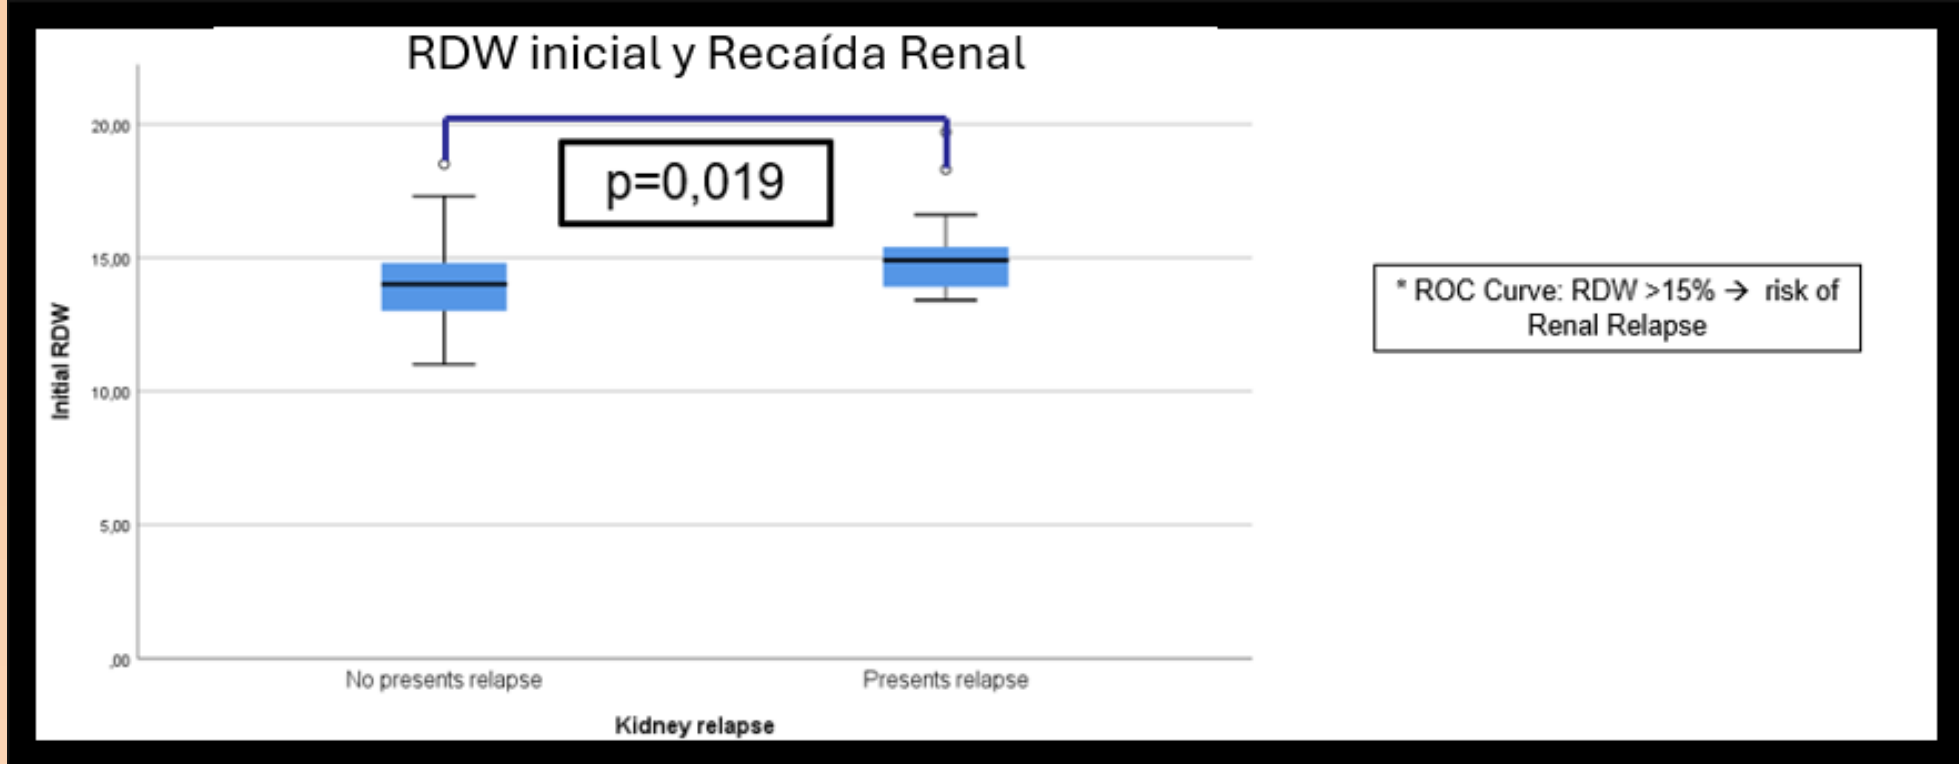 RDW inicial y Recaída Renal
20,00
15,00
10,00
5,00
,00
Initial RDW
p=0,019
* ROC Curve: RDW >15% → risk of
Renal Relapse
No presents relapse
Presents relapse
Kidney relapse